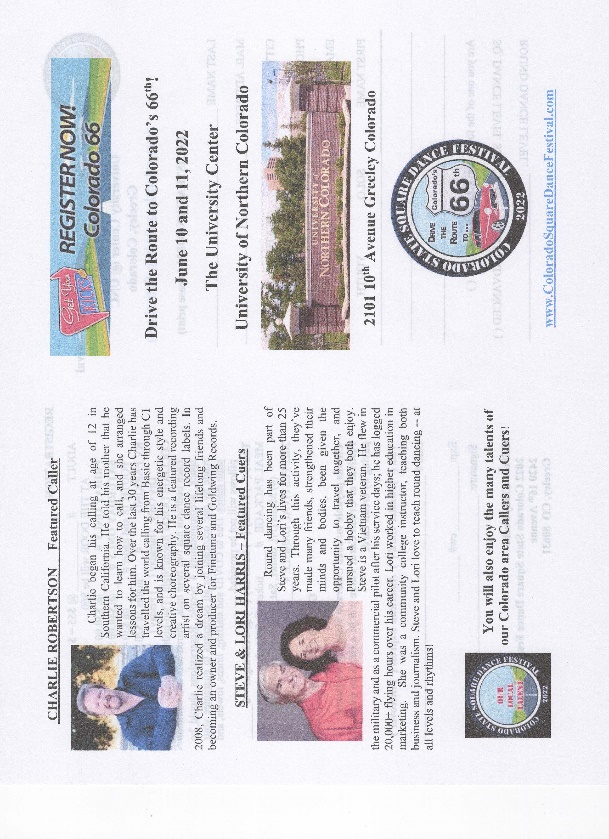 CHARLIE ROBERTSON Featured Caller
Charlie began his calling at age of 12 in
Southern California. He told his mother that he
wanted to learn how to call, and she arranged
lessons for him. Over the last 30 years Charlie has
travelled the world calling from Basic through C1
levels, and is known for his energetic style and
creative choreography. He is a featured recording
artist on several square dance record labels. In
2008, Charlie realized a dream by joining several lifelong friends and
becoming an owner and producer for Finetune and Goldwing Records.
STEVE & LORI HARRIS – Featured Cuers
Round dancing has been part of
Steve and Lori's lives for more than 25
years. Through this activity, they've
made many friends, strengthened their
minds and bodies, been given the
opportunity to travel together, and
pursued a hobby that they both enjoy.
Steve is a Vietnam veteran. He flew in
the military and as a commercial pilot after his service days; he has logged
20,000+ flying hours over his career. Lori worked in higher education in
marketing. She was a community college instructor, teaching both
business and journalism. Steve and Lori love to teach round dancing -- at
all levels and rhythms!
COLORADO STATE SQUARE DANCE FESTIVAL
OUR
LOCAL
TALENT
2022
You will also enjoy the many talents of
our Colorado area Callers and Cuers!
Get Your
KICKS
REGISTER NOW!
Colorado 66
Drive the Route to Colorado's 66th!
June 10 and 11, 2022
The University Center
University of Northern Colorado
UNIVERSITY OF
NORTHERN COLORADO
2101 10th Avenue Greeley Colorado
COLORADO STATE SQUARE DANCE FESTIVAL
DRIVE
THE
ROUTE
TO...
Colorado's
66th
2022
www.ColoradoSquareDanceFestival.com